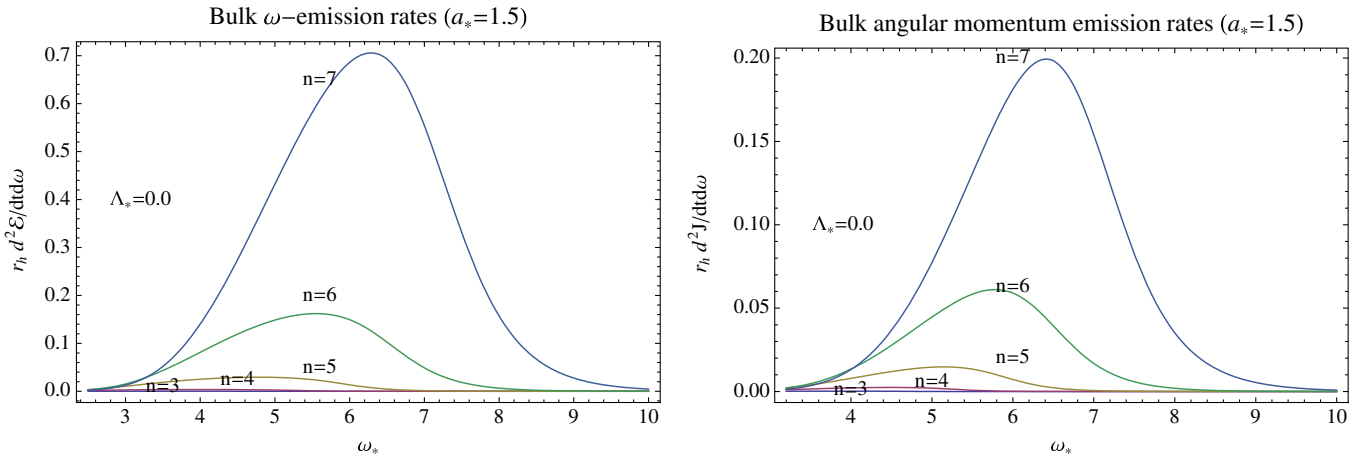 Bulk ω−emission rates (a*=1.5)
r_h d²ℰ/dtdω
0.7
0.6
0.5
0.4
0.3
0.2
0.1
0.0
n=7
Λ*=0.0
n=6
n=5
n=4
n=3
3 4 5 6 7 8 9 10
ω*
Bulk angular momentum emission rates (a*=1.5)
r_h d²J/dtdω
0.20
0.15
0.10
0.05
0.00
n=7
Λ*=0.0
n=6
n=5
n=4
n=3
4 5 6 7 8 9 10
ω*